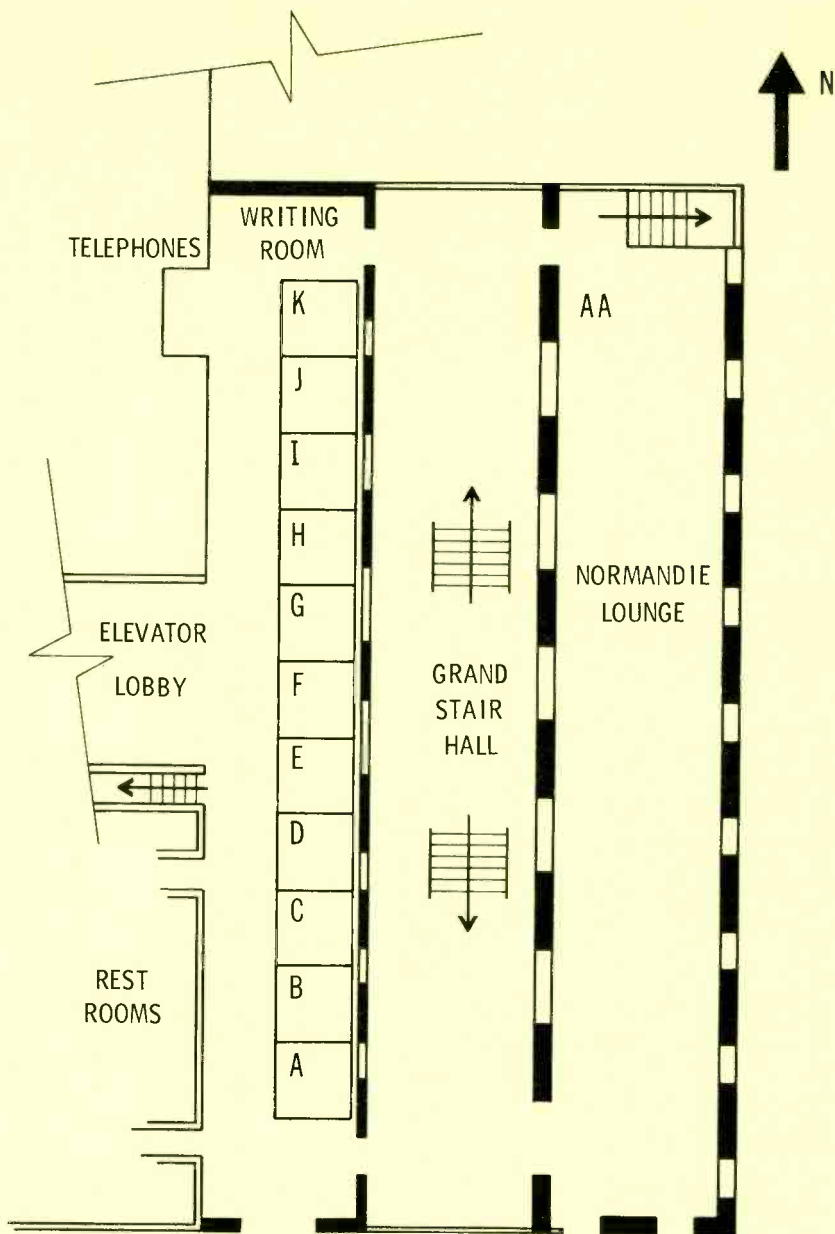 N
WRITING
ROOM
TELEPHONES
K
AA
J
I
H
NORMANDIE
LOUNGE
G
ELEVATOR
LOBBY
F
GRAND
STAIR
HALL
E
D
C
REST
ROOMS
B
A